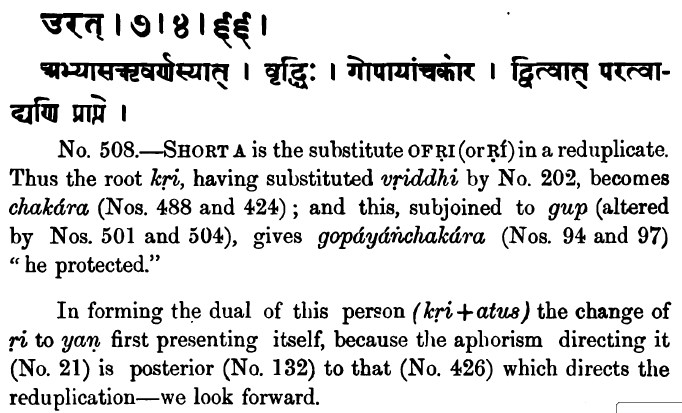 उरत् । ७ । ४ । ६६ ।
अभ्यासऋवर्णस्यात् । वृद्धिः । गोपायांचकार । द्वित्वात् परत्वा-
द्यणि प्राप्ते ।
No. 508.—SHORT A is the substitute OF ṚI (or Ṛí) in a reduplicate.
Thus the root kṛi, having substituted vṛiddhi by No. 202, becomes
chakára (Nos. 488 and 424) ; and this, subjoined to gup (altered
by Nos. 501 and 504), gives gopáyáńchakára (Nos. 94 and 97)
“ he protected.”
In forming the dual of this person (kṛi + atus) the change of
ṛi to yaṇ first presenting itself, because the aphorism directing it
(No. 21) is posterior (No. 132) to that (No. 426) which directs the
reduplication—we look forward.